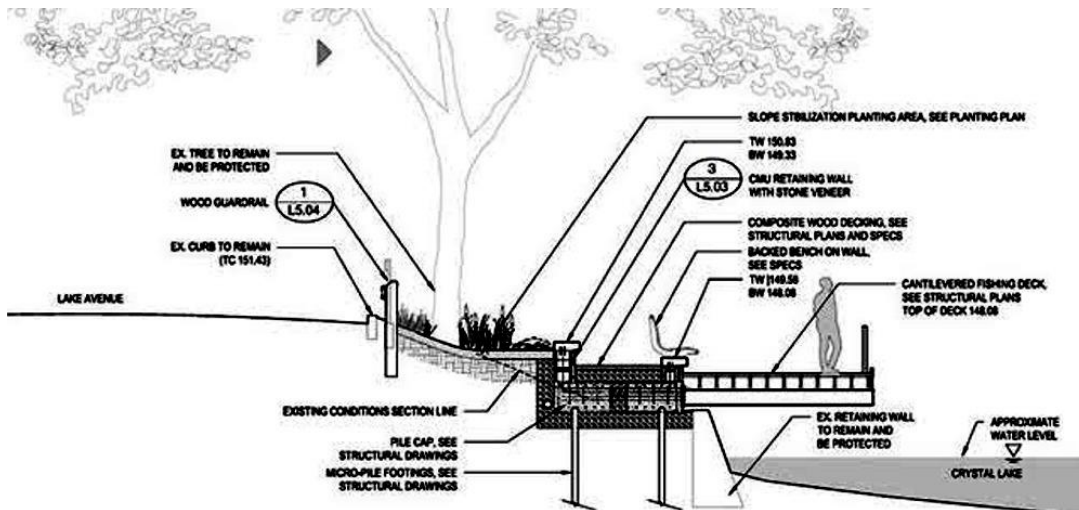 SLOPE STBILIZATION PLANTING AREA, SEE PLANTING PLAN
TW 150.83
BW 149.33
3
L5.03
CMU RETAINING WALL
WITH STONE VENEER
EX. TREE TO REMAIN
AND BE PROTECTED
1
L5.04
WOOD GUARDRAIL
COMPOSITE WOOD DECKING, SEE
STRUCTURAL PLANS AND SPECS
BACKED BENCH ON WALL,
SEE SPECS
TW 149.58
BW 148.08
EX. CURB TO REMAIN
(TC 151.43)
CANTILEVERED FISHING DECK,
SEE STRUCTURAL PLANS
TOP OF DECK 148.08
LAKE AVENUE
EXISTING CONDITIONS SECTION LINE
EX. RETAINING WALL
TO REMAIN AND
BE PROTECTED
APPROXIMATE
WATER LEVEL
PILE CAP, SEE
STRUCTURAL DRAWINGS
MICRO-PILE FOOTINGS, SEE
STRUCTURAL DRAWINGS
CRYSTAL LAKE